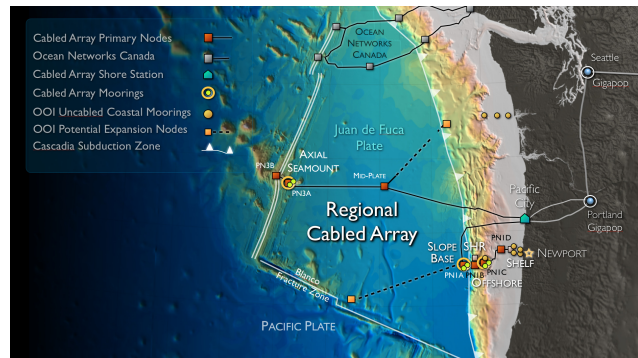 Cabled Array Primary Nodes
Ocean Networks Canada
Cabled Array Shore Station
Cabled Array Moorings
OOI Uncabled Coastal Moorings
OOI Potential Expansion Nodes
Cascadia Subduction Zone
OCEAN
NETWORKS
CANADA
Seattle
Gigapop
Juan de Fuca
Plate
PN3B
AXIAL
SEAMOUNT
PN3A
MID-PLATE
Regional
Cabled Array
Pacific
City
Portland
Gigapop
PN1D
SLOPE
BASE
SHR
NEWPORT
SHELF
PN1A
PN1B
PN1C
OFFSHORE
Blanco
Fracture Zone
PACIFIC PLATE